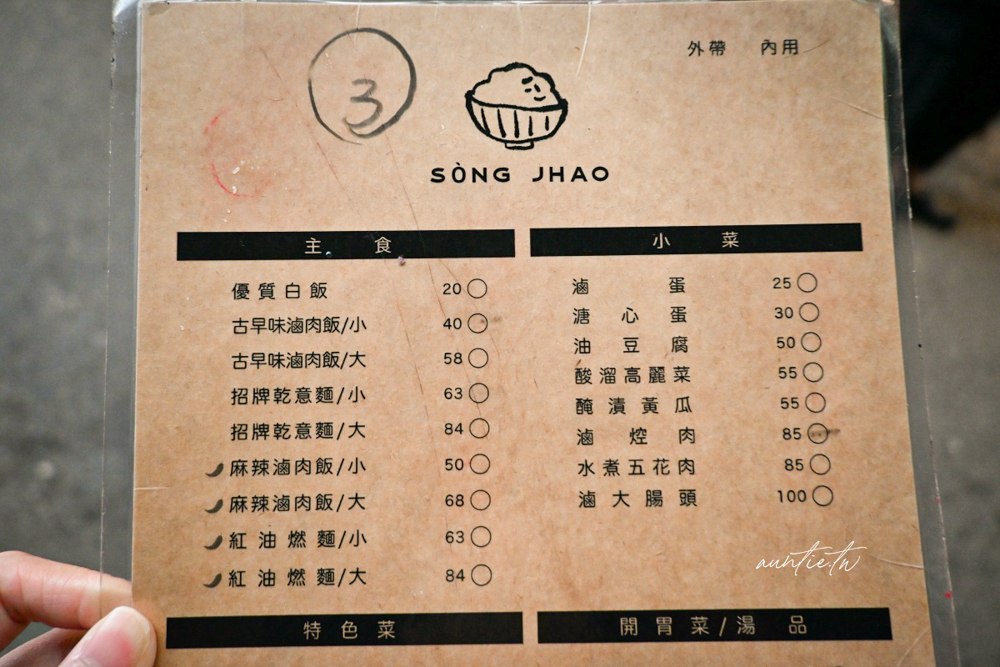 3
外帶 內用
SÒNG JHAO
主食
優質白飯 20
古早味滷肉飯/小 40
古早味滷肉飯/大 58
招牌乾意麵/小 63
招牌乾意麵/大 84
麻辣滷肉飯/小 50
麻辣滷肉飯/大 68
紅油燃麵/小 63
紅油燃麵/大 84
小菜
滷蛋 25
溏心蛋 30
油豆腐 50
酸溜高麗菜 55
醃漬黃瓜 55
滷焢肉 85
水煮五花肉 85
滷大腸頭 100
auntie.tw
特色菜
開胃菜/湯品